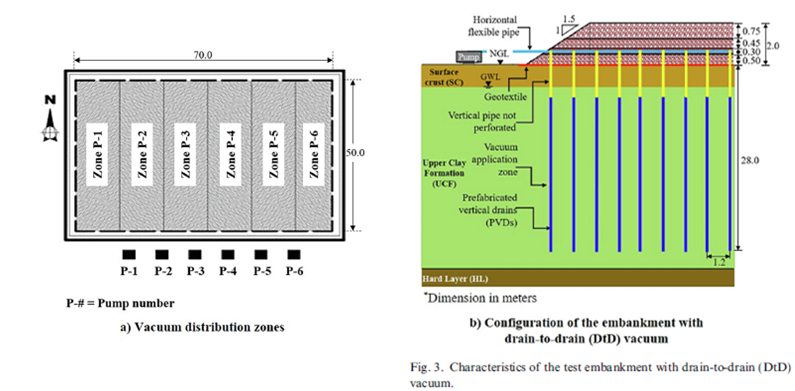 70.0
N
Zone P-1
Zone P-2
Zone P-3
Zone P-4
Zone P-5
Zone P-6
50.0
P-1 P-2 P-3 P-4 P-5 P-6
P-# = Pump number
a) Vacuum distribution zones
Horizontal
flexible pipe
1.5
1
0.75
0.45
0.30
0.50
2.0
Pump
NGL
Surface
crust (SC)
GWL
Geotextile
Vertical pipe not
perforated
Vacuum
application
zone
Upper Clay
Formation
(UCF)
28.0
Prefabricated
vertical drains
(PVDs)
1.2
Hard Layer (HL)
*Dimension in meters
b) Configuration of the embankment with
drain-to-drain (DtD) vacuum
Fig. 3. Characteristics of the test embankment with drain-to-drain (DtD)
vacuum.